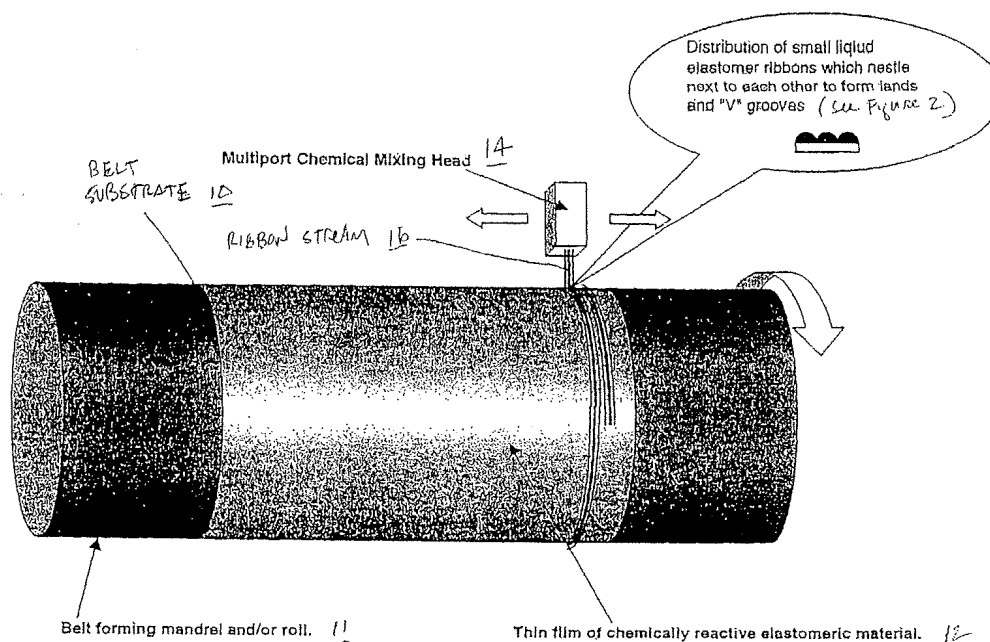 Distribution of small liqiud
elastomer ribbons which nestle
next to each other to form lands
and "V" grooves (see Figure 2)
Multiport Chemical Mixing Head 14
BELT
SUBSTRATE 10
RIBBON STREAM 16
Belt forming mandrel and/or roll. 11
Thin film of chemically reactive elastomeric material. 12